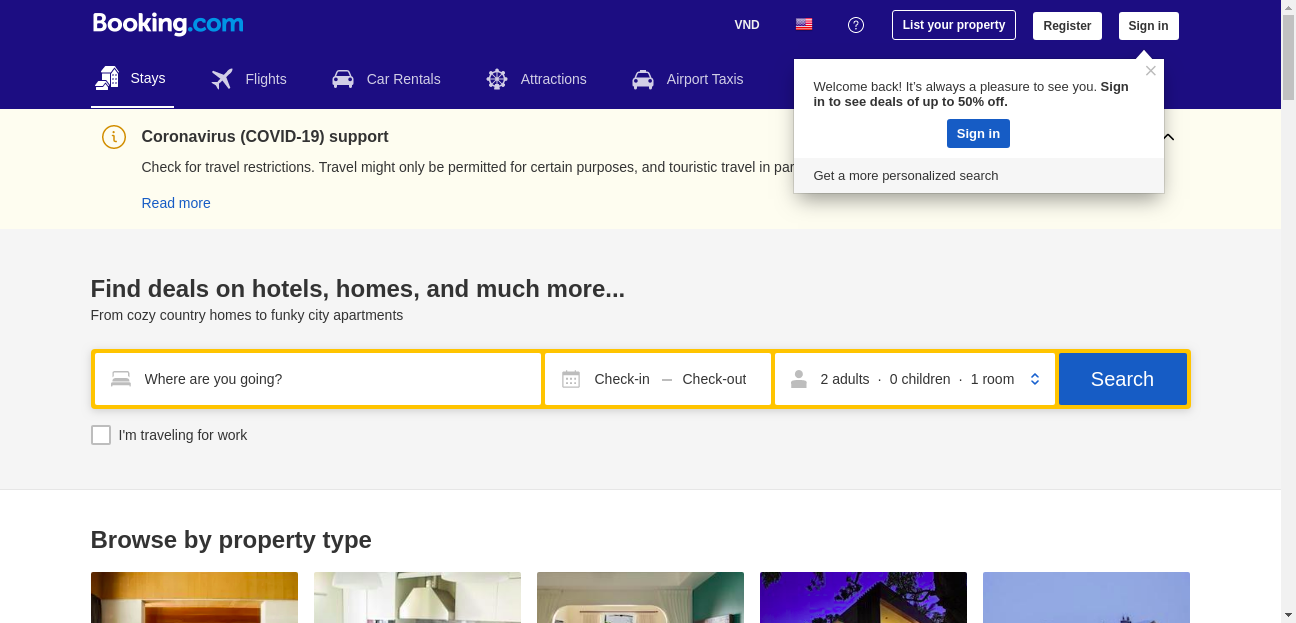 Booking.com
VND
List your property
Register
Sign in
Stays
Flights
Car Rentals
Attractions
Airport Taxis
Welcome back! It's always a pleasure to see you. Sign
in to see deals of up to 50% off.
Sign in
Get a more personalized search
Coronavirus (COVID-19) support
Check for travel restrictions. Travel might only be permitted for certain purposes, and touristic travel in
Read more
Find deals on hotels, homes, and much more...
From cozy country homes to funky city apartments
Where are you going?
Check-in — Check-out
2 adults · 0 children · 1 room
Search
I'm traveling for work
Browse by property type